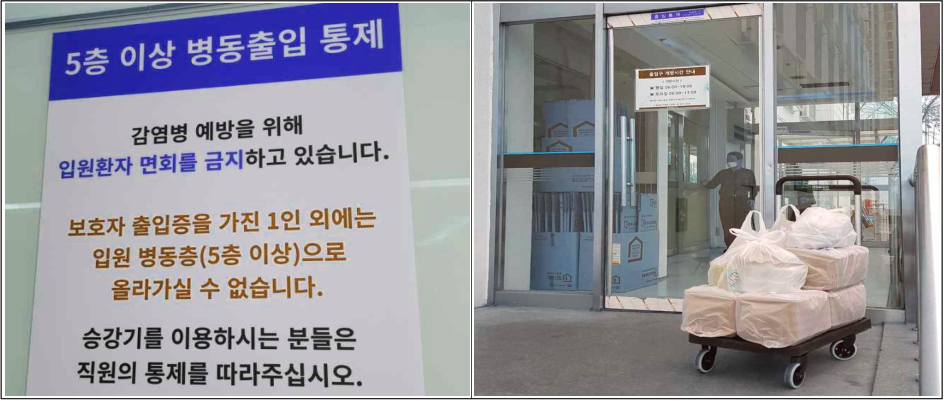 5층 이상 병동출입 통제
감염병 예방을 위해
입원환자 면회를 금지하고 있습니다.
보호자 출입증을 가진 1인 외에는
입원 병동층(5층 이상)으로
올라가실 수 없습니다.
승강기를 이용하시는 분들은
직원의 통제를 따라주십시오.
출입구 개방시간 안내